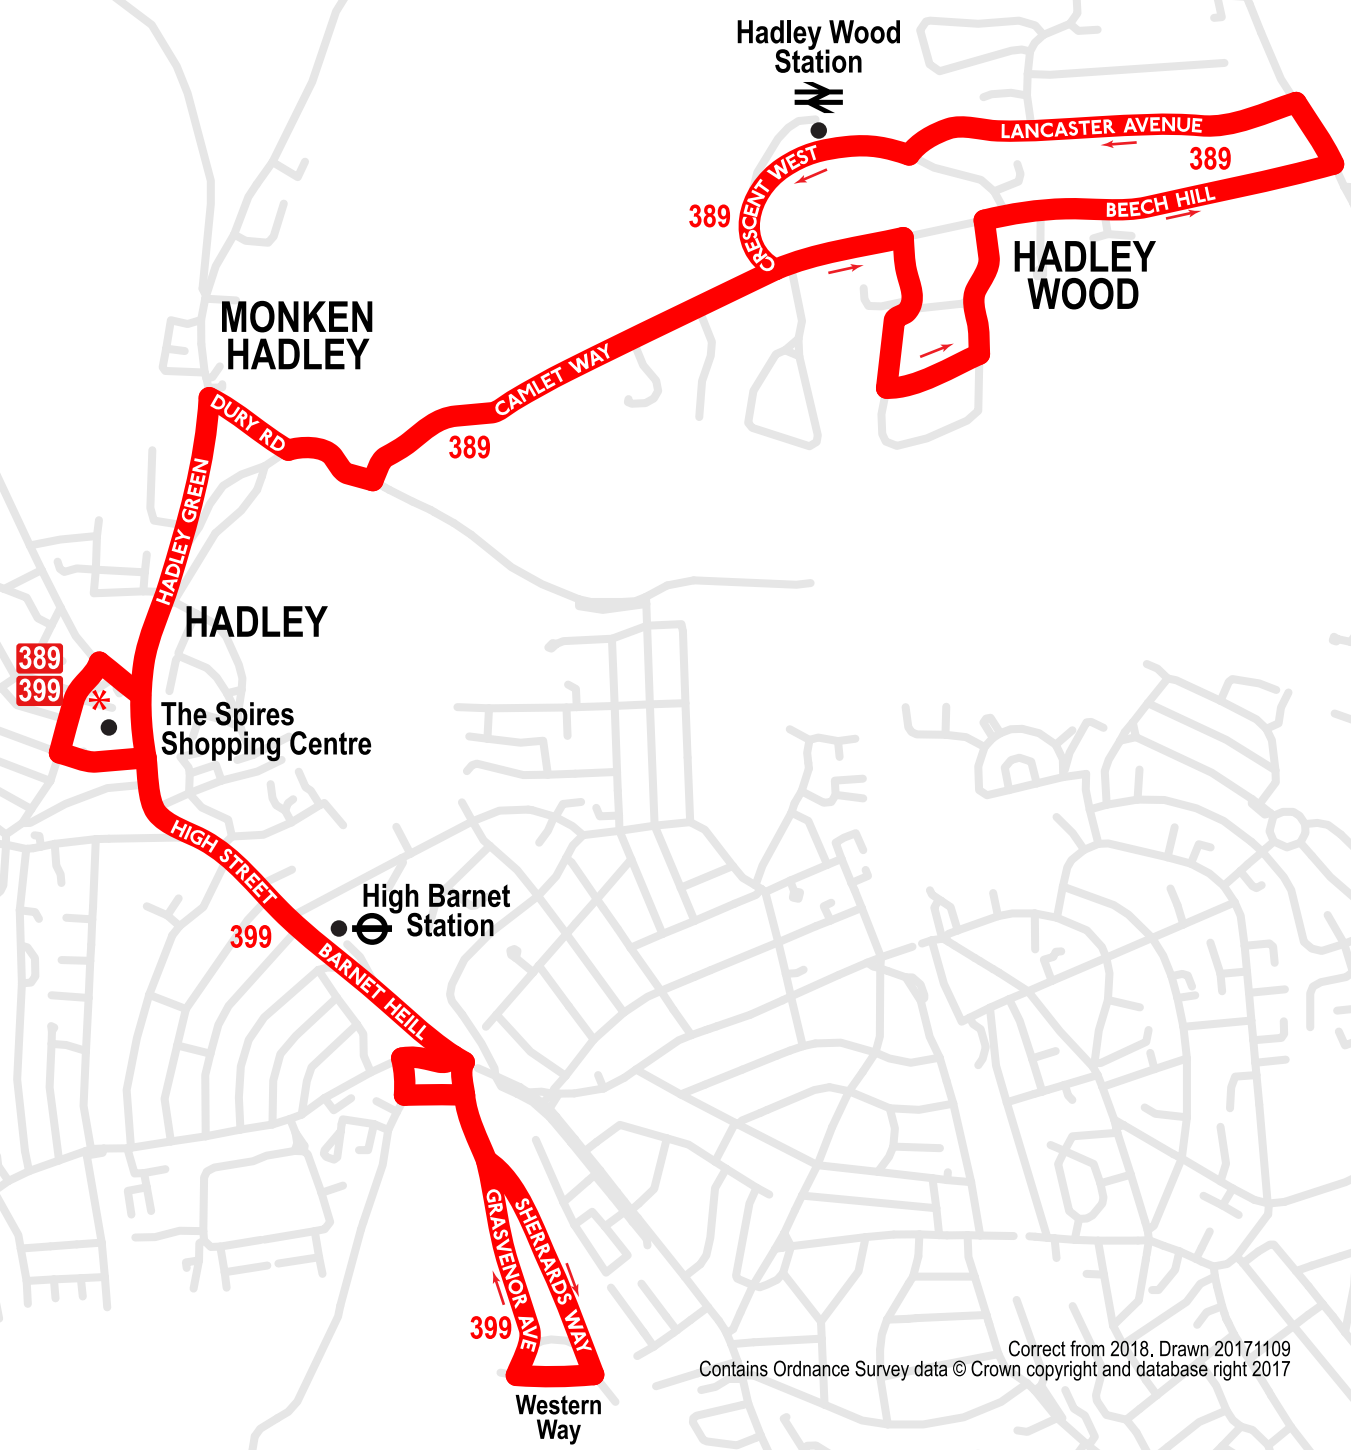 Hadley Wood
Station
LANCASTER AVENUE
389
CRESCENT WEST
389
BEECH HILL
HADLEY
WOOD
MONKEN
HADLEY
CAMLET WAY
389
DURY RD
HADLEY GREEN
HADLEY
389
399
*
The Spires
Shopping Centre
HIGH STREET
399
High Barnet
Station
BARNET HEILL
GRASVENOR AVE
SHERRARDS WAY
399
Western
Way
Correct from 2018. Drawn 20171109
Contains Ordnance Survey data © Crown copyright and database right 2017